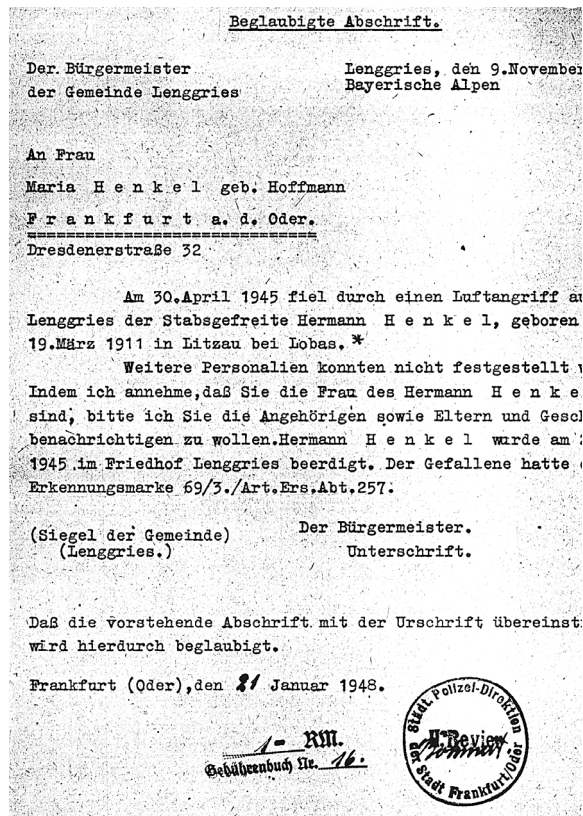 Beglaubigte Abschrift.
Der Bürgermeister
der Gemeinde Lenggries
Lenggries, den 9.November
Bayerische Alpen
An Frau
Maria H e n k e l geb. Hoffmann
F r a n k f u r t a. d. Oder.
Dresdenerstraße 32
Am 30.April 1945 fiel durch einen Luftangriff au
Lenggries der Stabsgefreite Hermann H e n k e l, geboren
19.März 1911 in Litzau bei Lobas. *
Weitere Personalien konnten nicht festgestellt
Indem ich annehme,daß Sie die Frau des Hermann H e n k e
sind, bitte ich Sie die Angehörigen sowie Eltern und Gesch
benachrichtigen zu wollen.Hermann H e n k e l wurde am
1945 im Friedhof Lenggries beerdigt. Der Gefallene hatte
Erkennungsmarke 69/3./Art.Ers.Abt.257.
(Siegel der Gemeinde)
(Lenggries.)
Der Bürgermeister.
Unterschrift.
Daß die vorstehende Abschrift mit der Urschrift übereinsti
wird hierdurch beglaubigt.
Frankfurt (Oder),den 21 Januar 1948.
1- RM.
Gebührenbuch Nr. 16.
Städt. Polizei-Direktion
der Stadt Frankfurt/Oder
II. Revier